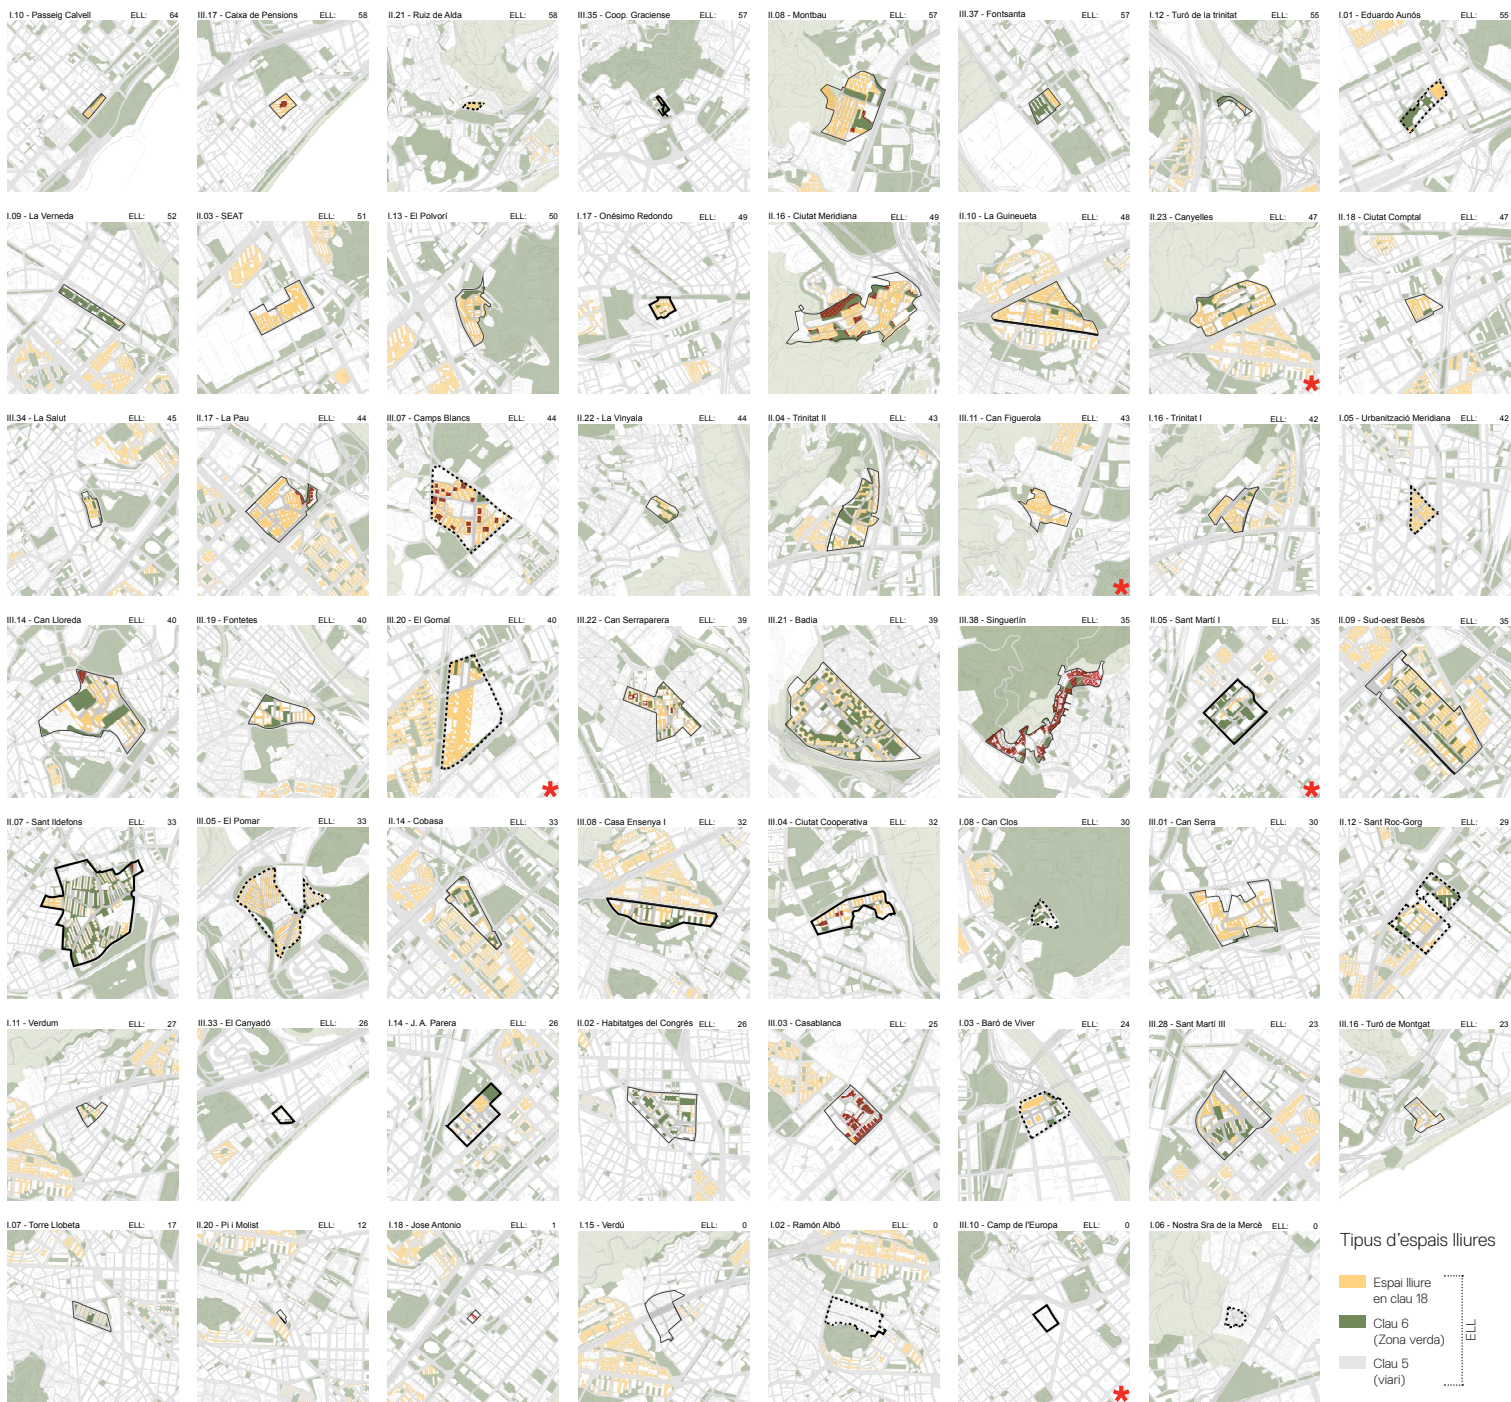 I.10 - Passeig Calvell ELL: 64
III.17 - Caixa de Pensions ELL: 58
II.21 - Ruiz de Alda ELL: 58
III.35 - Coop. Graciense ELL: 57
II.08 - Montbau ELL: 57
III.37 - Fontsanta ELL: 57
I.12 - Turó de la trinitat ELL: 55
I.01 - Eduardo Aunós ELL: 55
I.09 - La Verneda ELL: 52
II.03 - SEAT ELL: 51
I.13 - El Polvorí ELL: 50
I.17 - Onésimo Redondo ELL: 49
II.16 - Ciutat Meridiana ELL: 49
II.10 - La Guineueta ELL: 48
II.23 - Canyelles ELL: 47
II.18 - Ciutat Comptal ELL: 47
III.34 - La Salut ELL: 45
II.17 - La Pau ELL: 44
III.07 - Camps Blancs ELL: 44
II.22 - La Vinyala ELL: 44
II.04 - Trinitat II ELL: 43
III.11 - Can Figuerola ELL: 43
I.16 - Trinitat I ELL: 42
I.05 - Urbanització Meridiana ELL: 42
III.14 - Can Lloreda ELL: 40
III.19 - Fontetes ELL: 40
III.20 - El Gornal ELL: 40
III.22 - Can Serraparera ELL: 39
III.21 - Badia ELL: 39
III.38 - Singuerlín ELL: 35
II.05 - Sant Martí I ELL: 35
II.09 - Sud-oest Besòs ELL: 35
II.07 - Sant Ildefons ELL: 33
III.05 - El Pomar ELL: 33
II.14 - Cobasa ELL: 33
III.08 - Casa Ensenya I ELL: 32
III.04 - Ciutat Cooperativa ELL: 32
I.08 - Can Clos ELL: 30
III.01 - Can Serra ELL: 30
II.12 - Sant Roc-Gorg ELL: 29
I.11 - Verdum ELL: 27
III.33 - El Canyadó ELL: 26
I.14 - J. A. Parera ELL: 26
II.02 - Habitatges del Congrés ELL: 26
III.03 - Casablanca ELL: 25
I.03 - Baró de Viver ELL: 24
III.28 - Sant Martí III ELL: 23
III.16 - Turó de Montgat ELL: 23
I.07 - Torre Llobeta ELL: 17
II.20 - Pi i Molist ELL: 12
I.18 - Jose Antonio ELL: 1
I.15 - Verdú ELL: 0
I.02 - Ramón Albó ELL: 0
III.10 - Camp de l'Europa ELL: 0
I.06 - Nostra Sra de la Mercè ELL: 0
Tipus d'espais lliures
Espai lliure
en clau 18
Clau 6
(Zona verda)
Clau 5
(viari)
ELL